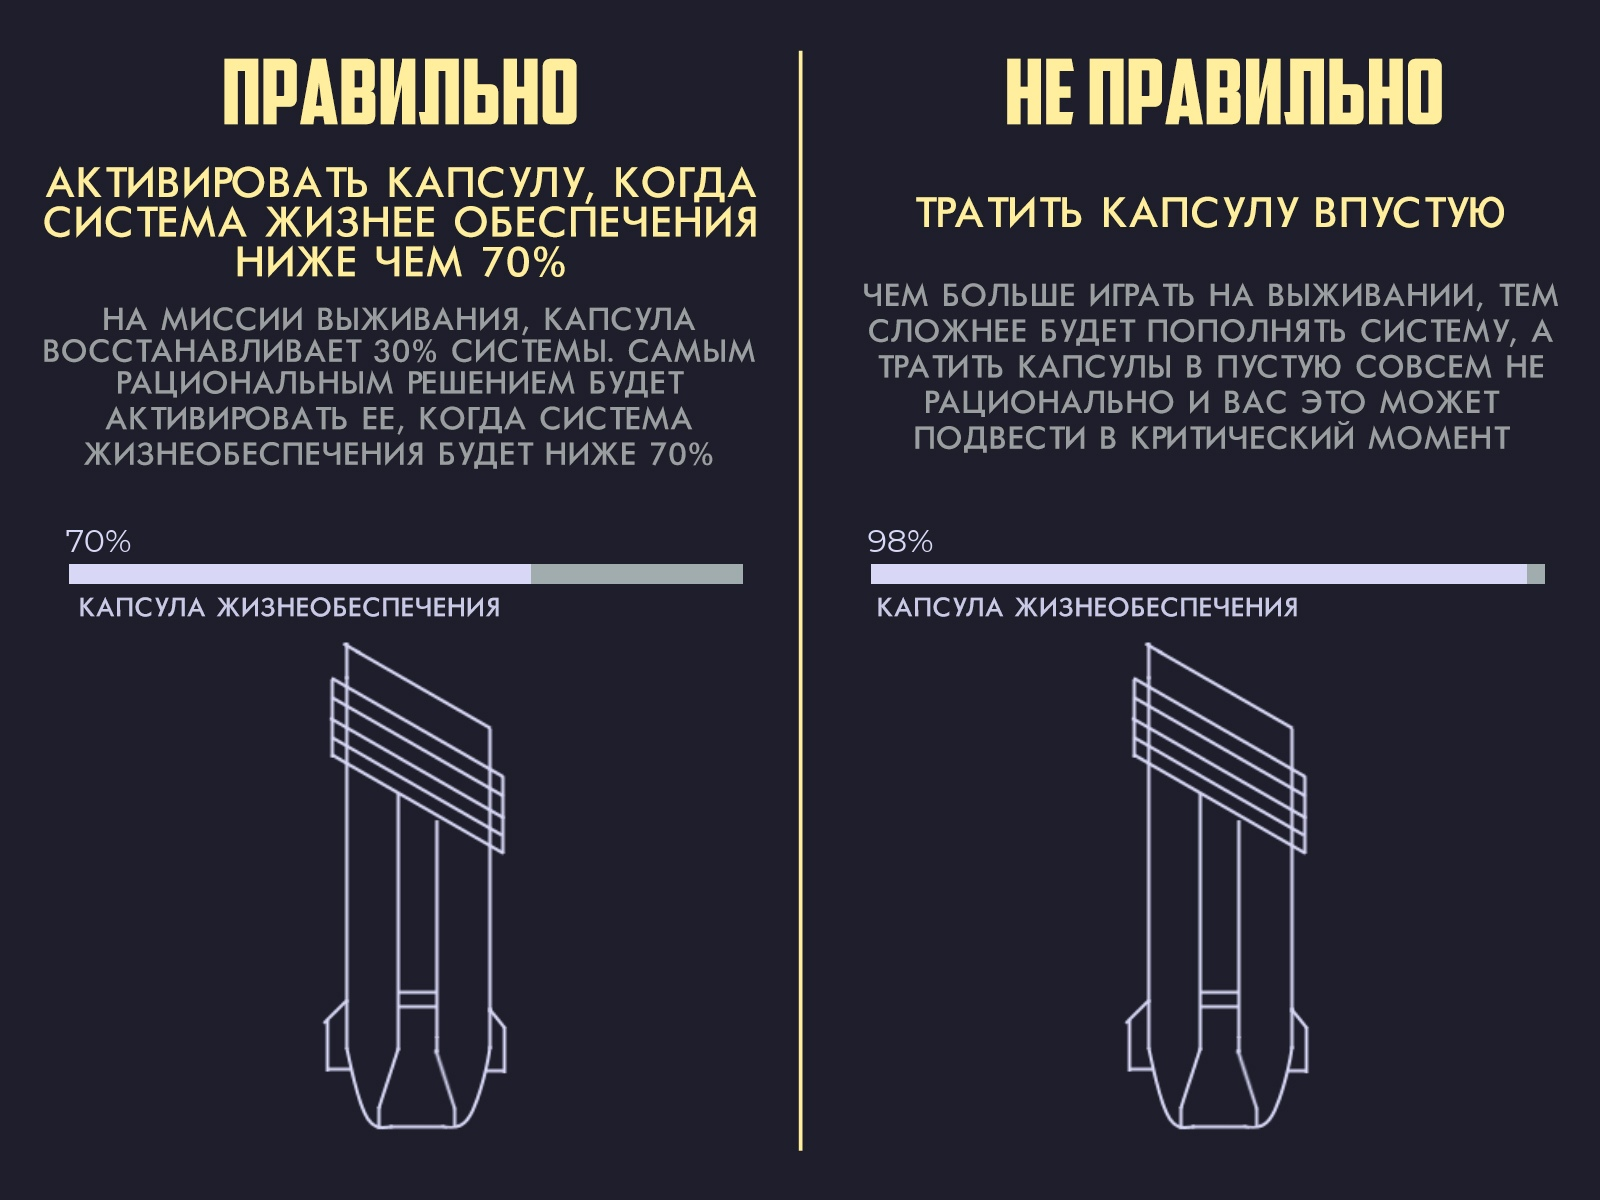 ПРАВИЛЬНО
АКТИВИРОВАТЬ КАПСУЛУ, КОГДА
СИСТЕМА ЖИЗНЕЕ ОБЕСПЕЧЕНИЯ
НИЖЕ ЧЕМ 70%
НА МИССИИ ВЫЖИВАНИЯ, КАПСУЛА
ВОССТАНАВЛИВАЕТ 30% СИСТЕМЫ. САМЫМ
РАЦИОНАЛЬНЫМ РЕШЕНИЕМ БУДЕТ
АКТИВИРОВАТЬ ЕЕ, КОГДА СИСТЕМА
ЖИЗНЕОБЕСПЕЧЕНИЯ БУДЕТ НИЖЕ 70%
70%
КАПСУЛА ЖИЗНЕОБЕСПЕЧЕНИЯ
НЕ ПРАВИЛЬНО
ТРАТИТЬ КАПСУЛУ ВПУСТУЮ
ЧЕМ БОЛЬШЕ ИГРАТЬ НА ВЫЖИВАНИИ, ТЕМ
СЛОЖНЕЕ БУДЕТ ПОПОЛНЯТЬ СИСТЕМУ, А
ТРАТИТЬ КАПСУЛЫ В ПУСТУЮ СОВСЕМ НЕ
РАЦИОНАЛЬНО И ВАС ЭТО МОЖЕТ
ПОДВЕСТИ В КРИТИЧЕСКИЙ МОМЕНТ
98%
КАПСУЛА ЖИЗНЕОБЕСПЕЧЕНИЯ